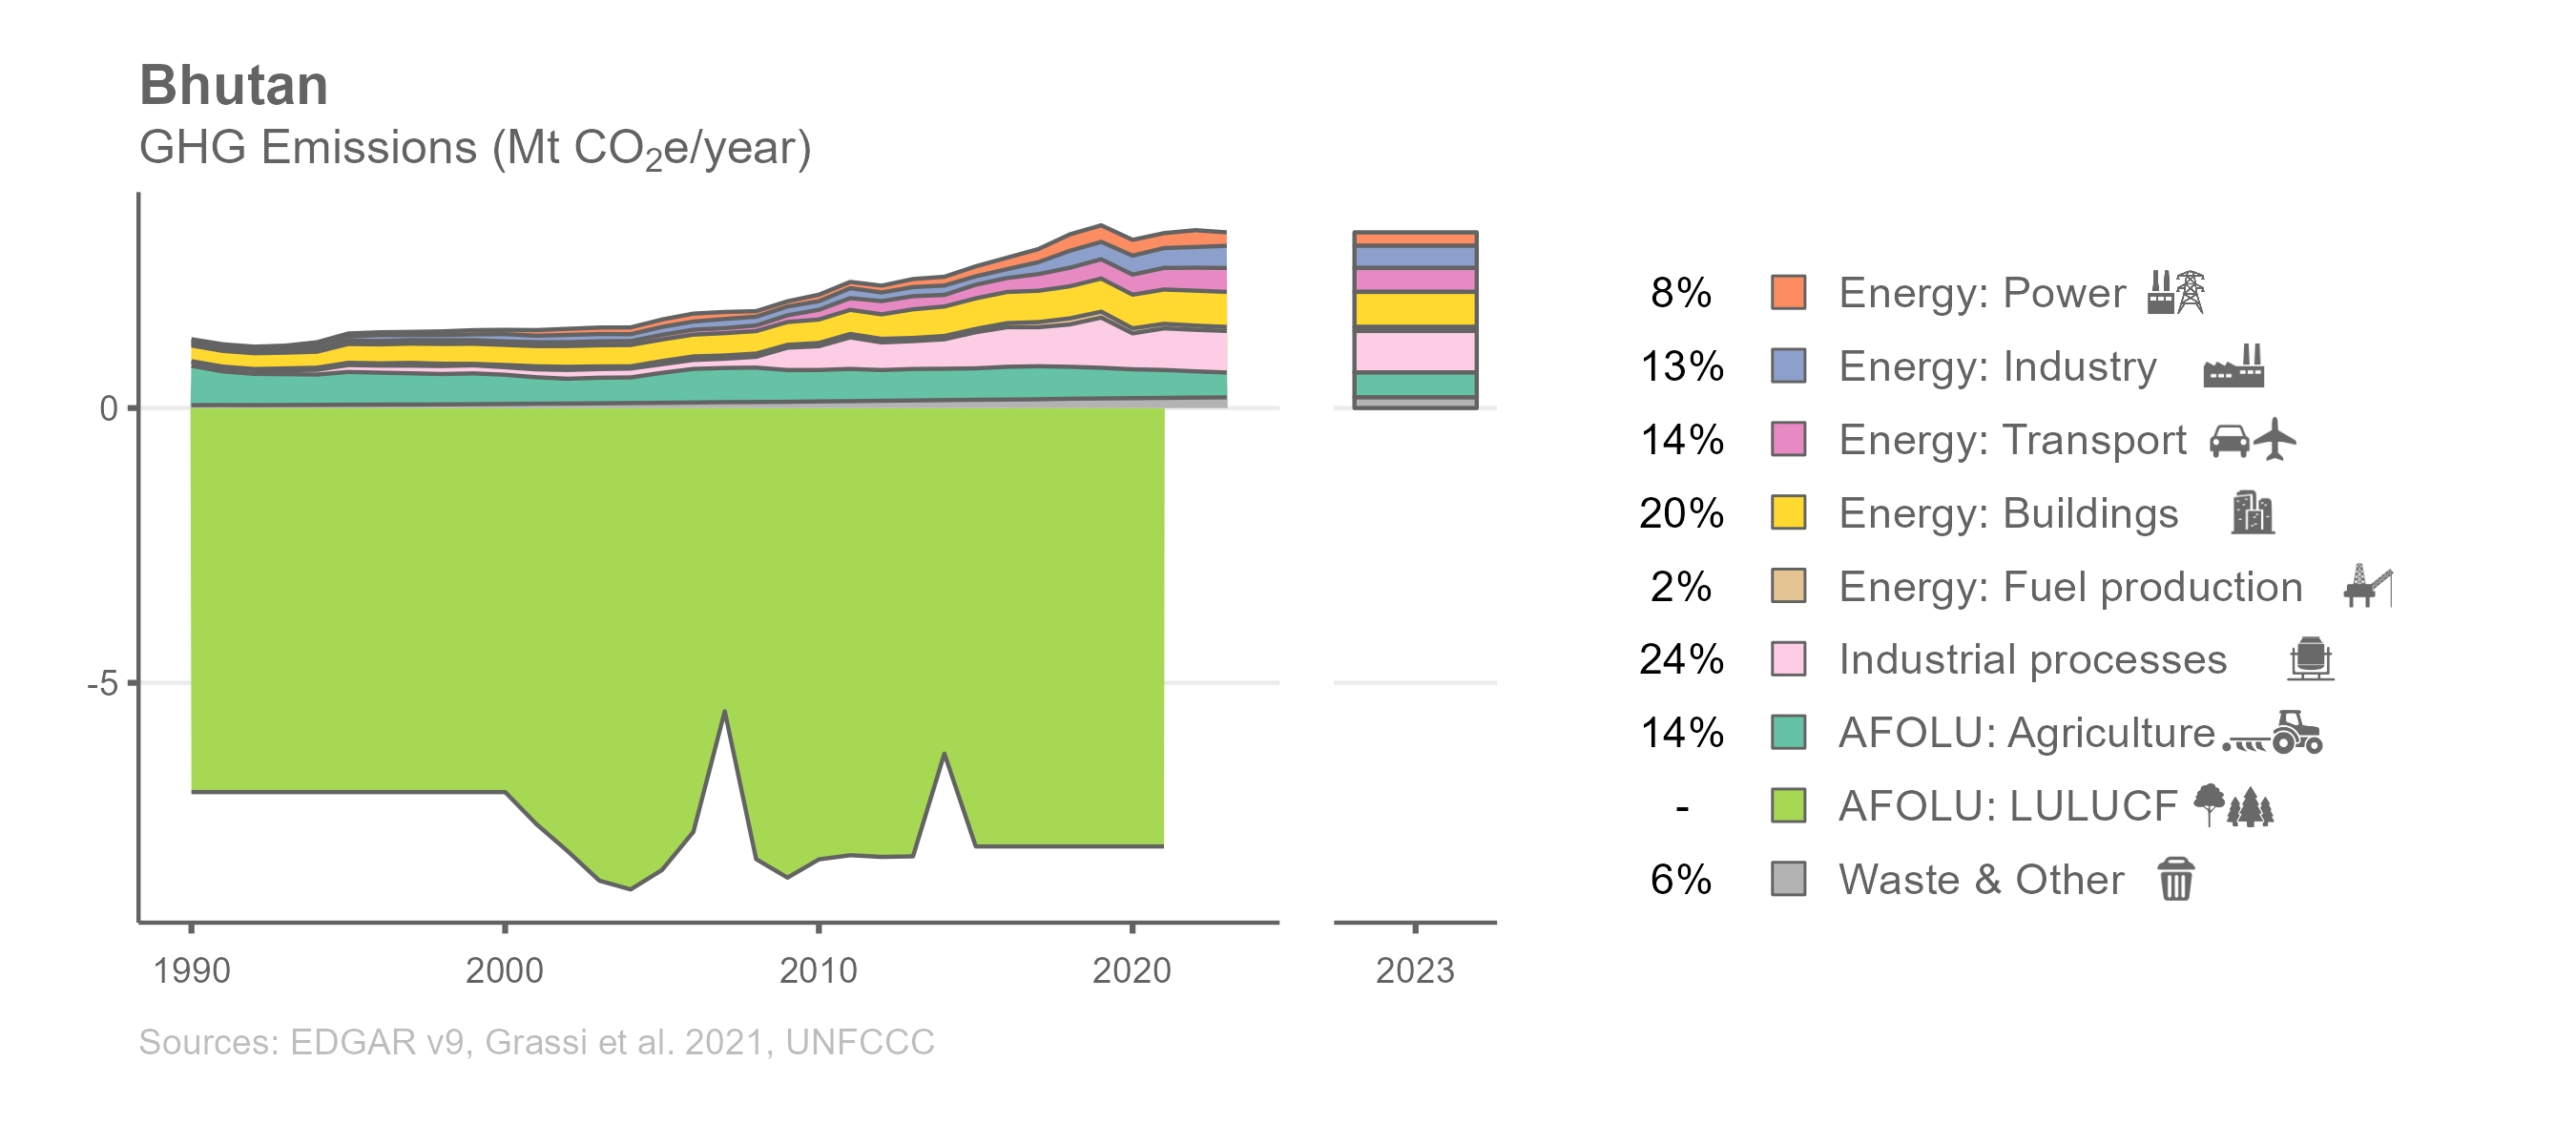 Bhutan
GHG Emissions (Mt CO₂e/year)
0
-5
1990 2000 2010 2020 2023
8% Energy: Power
13% Energy: Industry
14% Energy: Transport
20% Energy: Buildings
2% Energy: Fuel production
24% Industrial processes
14% AFOLU: Agriculture
- AFOLU: LULUCF
6% Waste & Other
Sources: EDGAR v9, Grassi et al. 2021, UNFCCC